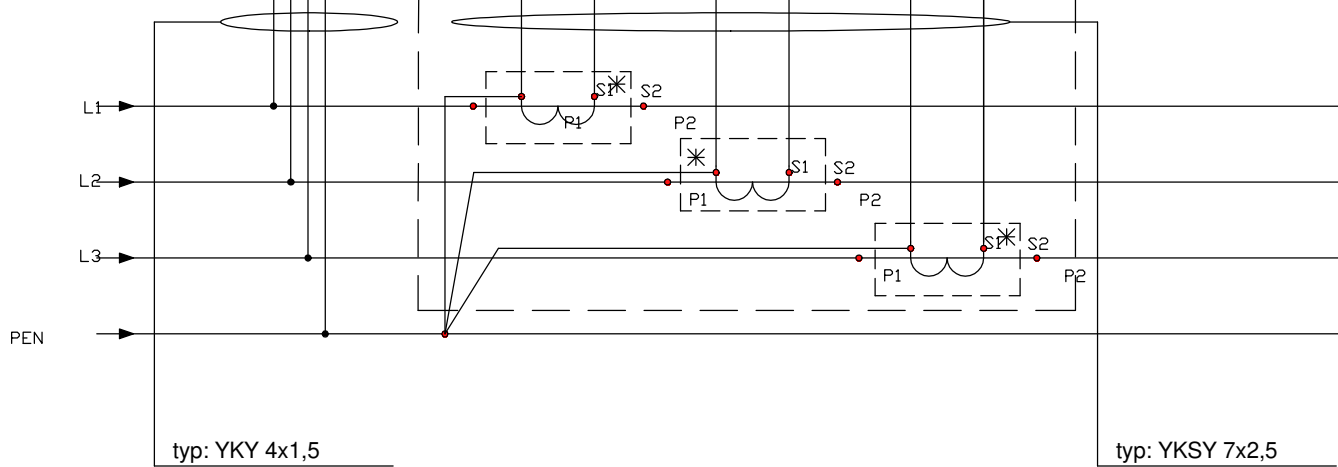 L1
S1
S2
P1
P2
L2
S1
S2
P1
P2
L3
S1
S2
P1
P2
PEN
typ: YKY 4x1,5
typ: YKSY 7x2,5